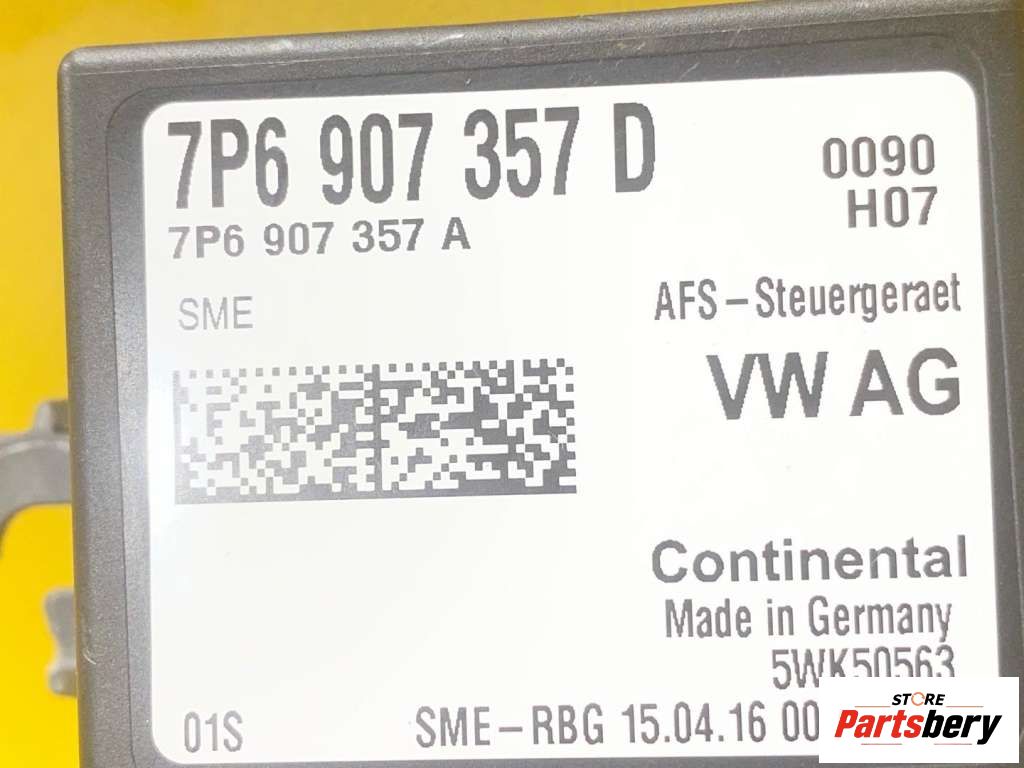 7P6 907 357 D
0090
H07
7P6 907 357 A
SME
AFS-Steuergeraet
VW AG
Continental
Made in Germany
5WK50563
01S
SME-RBG 15.04.16 00
STORE
Partsbery